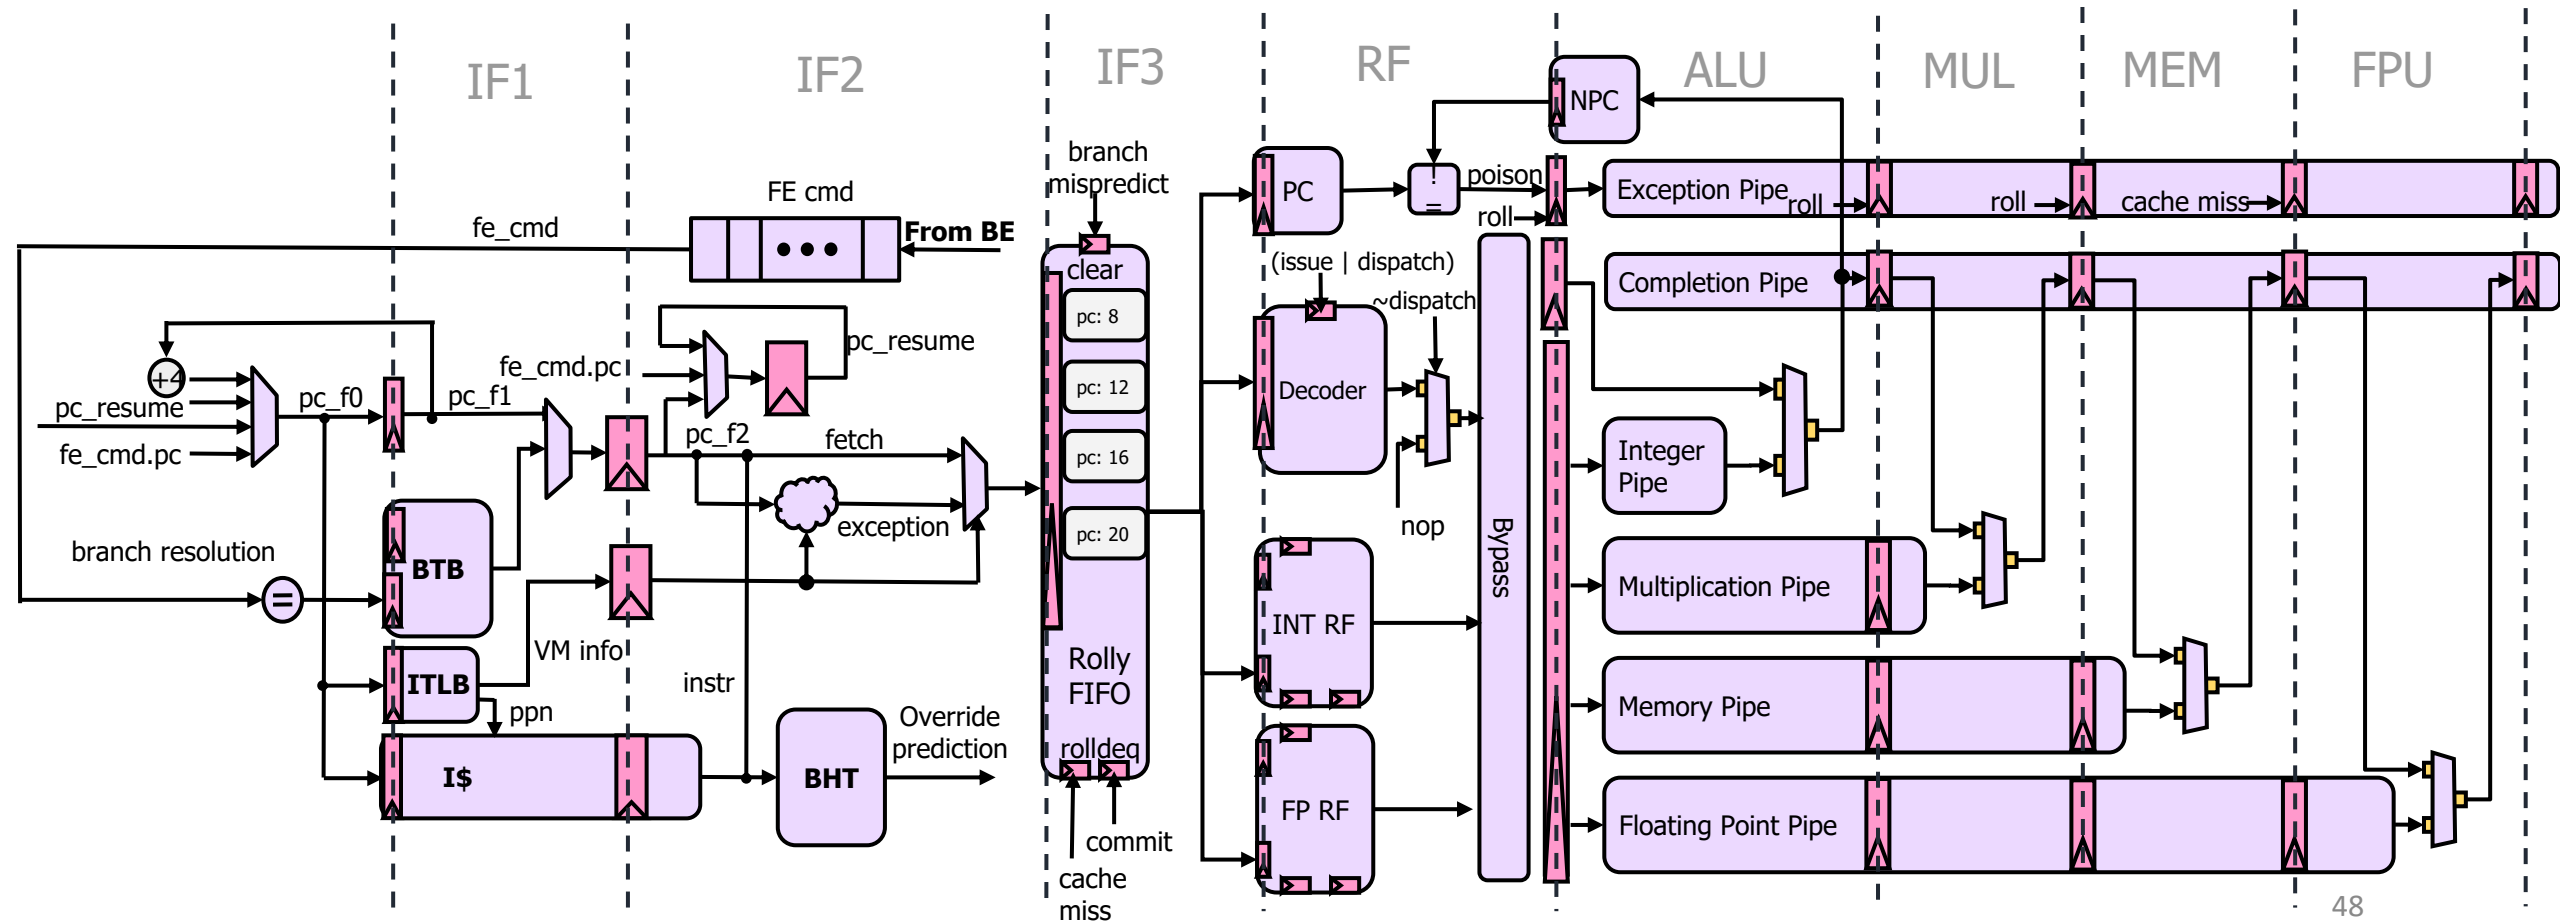 IF1
IF2
IF3
RF
ALU
MUL
MEM
FPU
NPC
branch
mispredict
FE cmd
fe_cmd
From BE
PC
!
=
poison
roll
Exception Pipe
roll
roll
cache miss
clear
(issue | dispatch)
~dispatch
Completion Pipe
pc: 8
pc: 12
pc: 16
pc: 20
pc_resume
fe_cmd.pc
+4
pc_resume
fe_cmd.pc
pc_f0
pc_f1
pc_f2
fetch
exception
Decoder
nop
Bypass
Integer
Pipe
branch resolution
=
BTB
VM info
ITLB
ppn
instr
I$
BHT
Override
prediction
Rolly
FIFO
roll
deq
commit
cache
miss
INT RF
FP RF
Multiplication Pipe
Memory Pipe
Floating Point Pipe
48